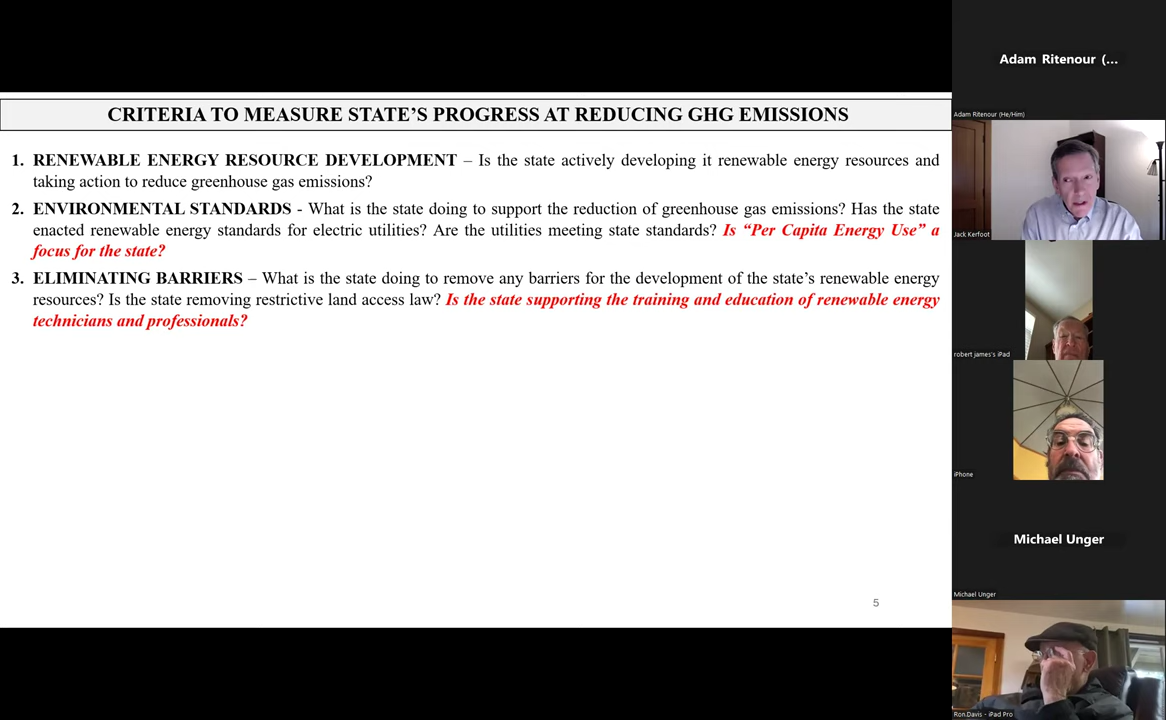 CRITERIA TO MEASURE STATE'S PROGRESS AT REDUCING GHG EMISSIONS
1. RENEWABLE ENERGY RESOURCE DEVELOPMENT – Is the state actively developing it renewable energy resources and
taking action to reduce greenhouse gas emissions?
2. ENVIRONMENTAL STANDARDS - What is the state doing to support the reduction of greenhouse gas emissions? Has the state
enacted renewable energy standards for electric utilities? Are the utilities meeting state standards? Is “Per Capita Energy Use” a
focus for the state?
3. ELIMINATING BARRIERS – What is the state doing to remove any barriers for the development of the state's renewable energy
resources? Is the state removing restrictive land access law? Is the state supporting the training and education of renewable energy
technicians and professionals?
5
Adam Ritenour (...
Adam Ritenour (He/Him)
Jack Kerfoot
robert james's iPad
iPhone
Michael Unger
Michael Unger
Ron.Davis - iPad Pro